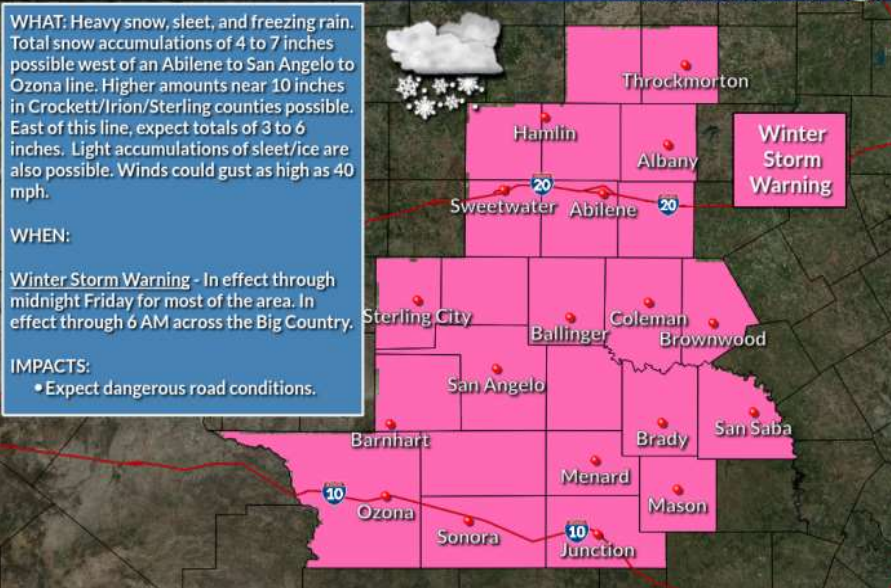 WHAT: Heavy snow, sleet, and freezing rain.
Total snow accumulations of 4 to 7 inches
possible west of an Abilene to San Angelo to
Ozona line. Higher amounts near 10 inches
in Crockett/Irion/Sterling counties possible.
East of this line, expect totals of 3 to 6
inches. Light accumulations of sleet/ice are
also possible. Winds could gust as high as 40
mph.
WHEN:
Winter Storm Warning - In effect through
midnight Friday for most of the area. In
effect through 6 AM across the Big Country.
IMPACTS:
• Expect dangerous road conditions.
Throckmorton
Hamlin
Albany
Winter
Storm
Warning
20
Sweetwater
Abilene
20
Sterling City
Ballinger
Coleman
Brownwood
San Angelo
Barnhart
Brady
San Saba
Menard
10
Ozona
Mason
Sonora
10
Junction